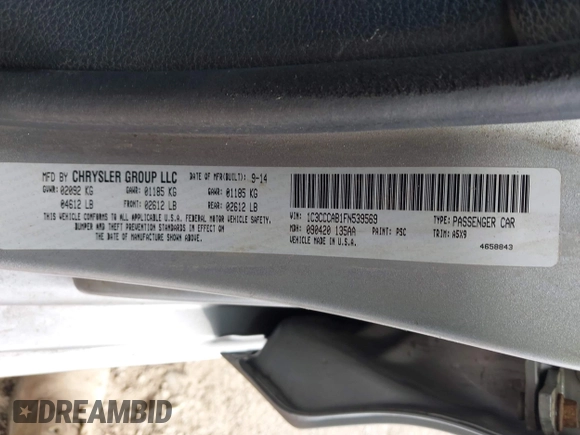 MFD BY CHRYSLER GROUP LLC DATE OF MFR(BUILT): 9-14
GVWR: 02092 KG GAWR: 01185 KG GAWR: 01185 KG
04612 LB FRONT: 02612 LB REAR: 02612 LB
THIS VEHICLE CONFORMS TO ALL APPLICABLE U.S.A. FEDERAL MOTOR VEHICLE SAFETY,
BUMPER AND THEFT PREVENTION STANDARDS IN EFFECT ON THE
DATE OF MANUFACTURE SHOWN ABOVE.
VIN: 1C3CCCAB1FN539569 TYPE: PASSENGER CAR
MDH: 090420 135AA PAINT: PSC TRIM: A5X9
VEHICLE MADE IN U.S.A. 4658843
DREAMBID